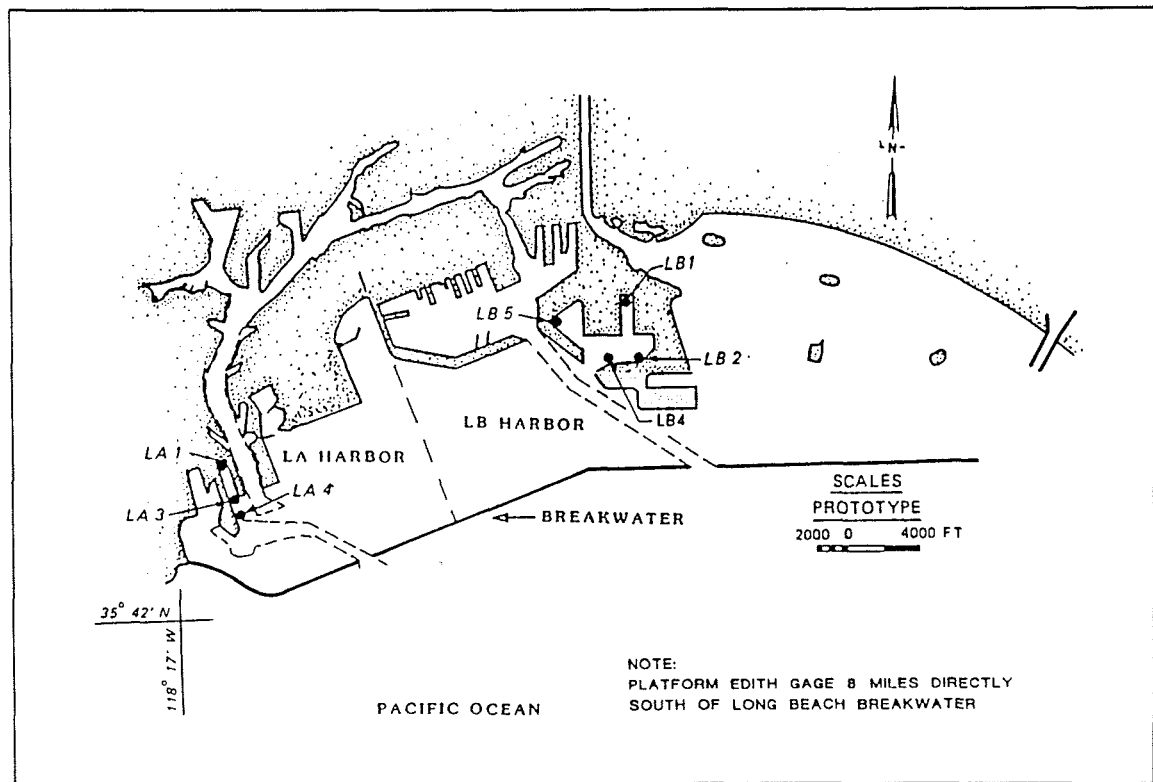 N
LB1
LB 5
LB 2
LB4
LB HARBOR
LA HARBOR
LA 1
LA 4
LA 3
BREAKWATER
SCALES
PROTOTYPE
2000 0 4000 FT
35° 42' N
118° 17' W
NOTE:
PLATFORM EDITH GAGE 8 MILES DIRECTLY
SOUTH OF LONG BEACH BREAKWATER
PACIFIC OCEAN